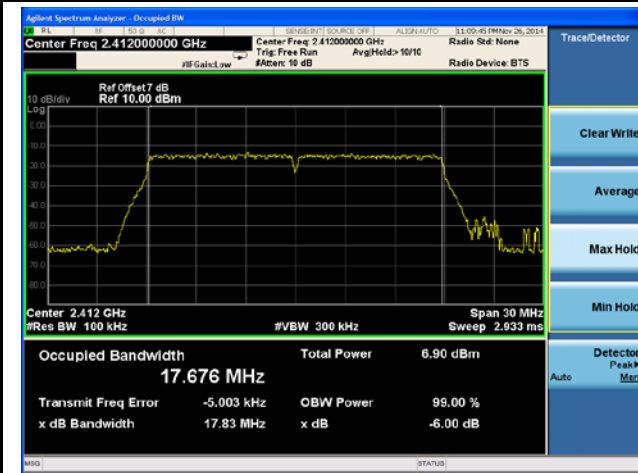 Agilent Spectrum Analyzer - Occupied BW
RL RF 50 Ω AC SENSE:INT SOURCE OFF ALIGN AUTO 11:09:45 PM Nov 26, 2014
Center Freq 2.412000000 GHz Center Freq: 2.412000000 GHz Radio Std: None
Trig: Free Run Avg|Hold:> 10/10
#IFGain:Low #Atten: 10 dB Radio Device: BTS
Trace/Detector
Ref Offset 7 dB
10 dB/div Ref 10.00 dBm
Log
0.00
-10.0
-20.0
-30.0
-40.0
-50.0
-60.0
-70.0
-80.0
Clear Write
Average
Max Hold
Min Hold
Center 2.412 GHz Span 30 MHz
#Res BW 100 kHz #VBW 300 kHz Sweep 2.933 ms
Occupied Bandwidth Total Power 6.90 dBm
17.676 MHz
Transmit Freq Error -5.003 kHz OBW Power 99.00 %
x dB Bandwidth 17.83 MHz x dB -6.00 dB
Detector
Peak
Auto Man
MSG STATUS